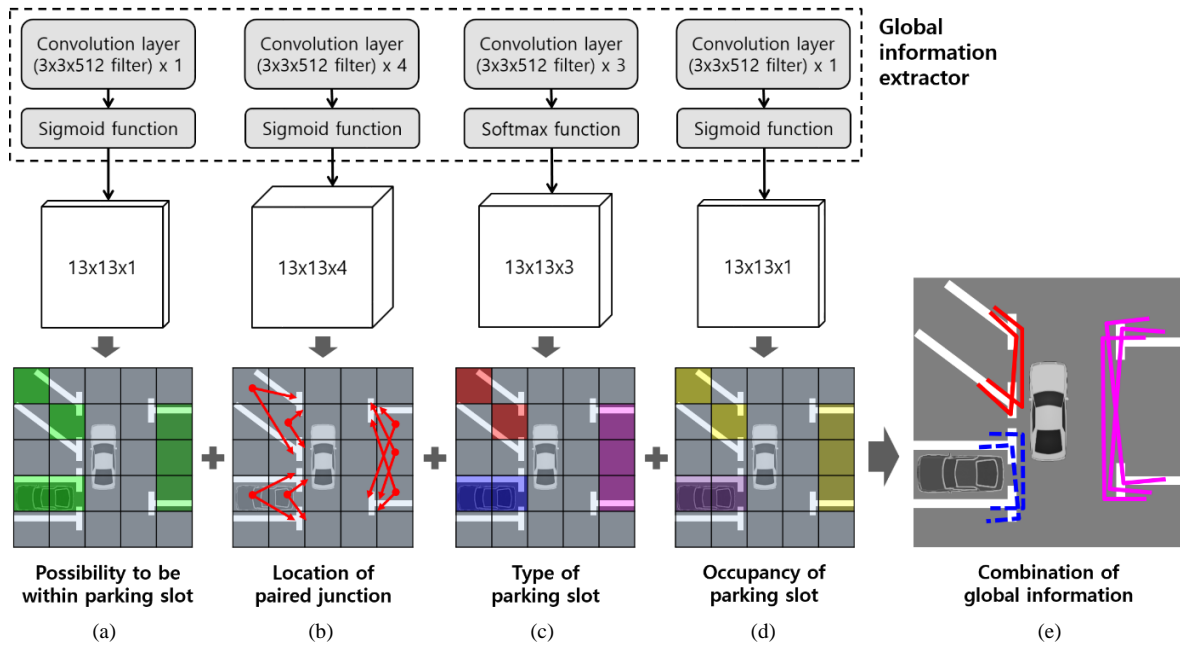 Convolution layer
(3x3x512 filter) x 1
Convolution layer
(3x3x512 filter) x 4
Convolution layer
(3x3x512 filter) x 3
Convolution layer
(3x3x512 filter) x 1
Global
information
extractor
Sigmoid function
Sigmoid function
Softmax function
Sigmoid function
13x13x1
13x13x4
13x13x3
13x13x1
Possibility to be
within parking slot
Location of
paired junction
Type of
parking slot
Occupancy of
parking slot
Combination of
global information
(a)
(b)
(c)
(d)
(e)